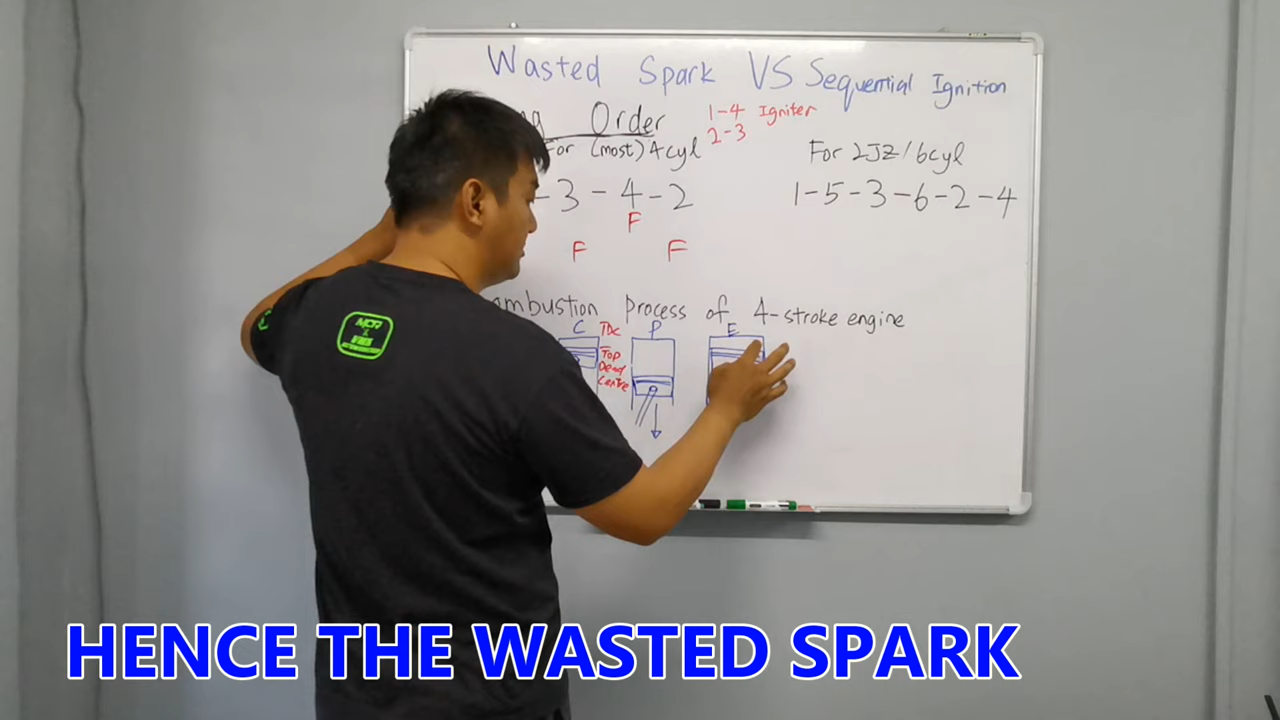 Wasted Spark VS Sequential Ignition
Order
1-4 Igniter
2-3
For (most) 4cyl
For 2JZ/6cyl
-3-4-2
1-5-3-6-2-4
F
F F
mbustion process of 4-stroke engine
C TDC P E
Top
Dead
Centre
HENCE THE WASTED SPARK